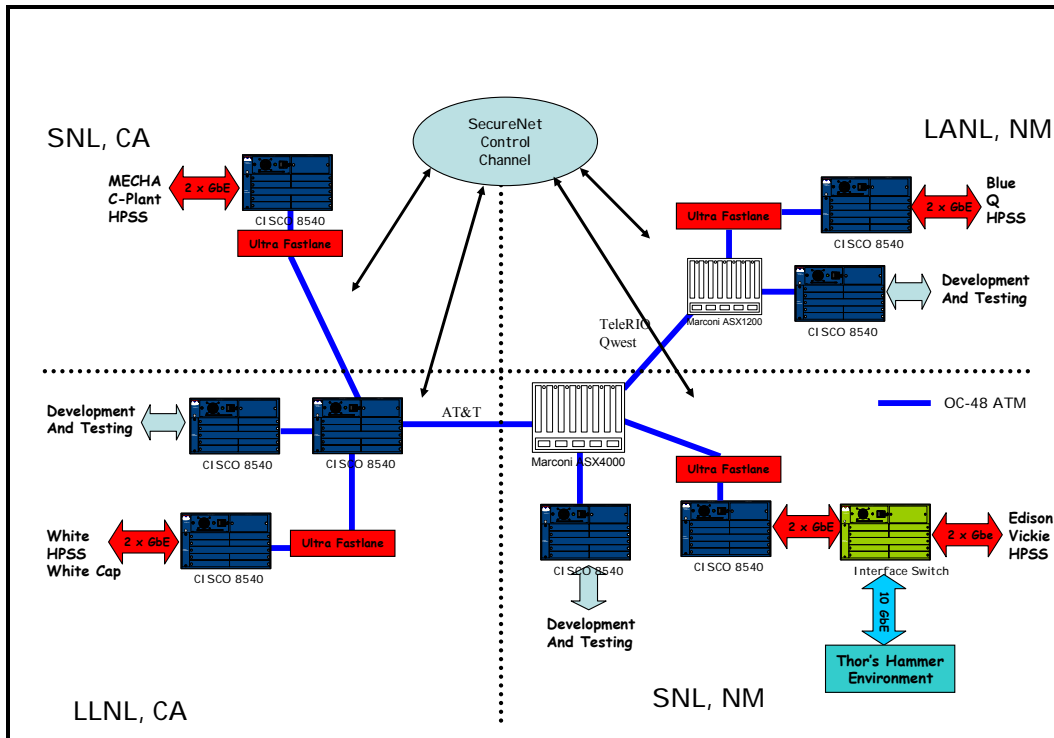 SecureNet
Control
Channel
SNL, CA
LANL, NM
MECHA
C-Plant
HPSS
2 x GbE
CISCO 8540
Ultra Fastlane
Ultra Fastlane
CISCO 8540
2 x GbE
Blue
Q
HPSS
Marconi ASX1200
CISCO 8540
Development
And Testing
TeleRIO
Qwest
Development
And Testing
CISCO 8540
CISCO 8540
AT&T
Marconi ASX4000
OC-48 ATM
White
HPSS
White Cap
2 x GbE
CISCO 8540
Ultra Fastlane
CISCO 8540
Development
And Testing
Ultra Fastlane
CISCO 8540
2 x GbE
Interface Switch
2 x Gbe
Edison
Vickie
HPSS
10 GbE
Thor's Hammer
Environment
LLNL, CA
SNL, NM